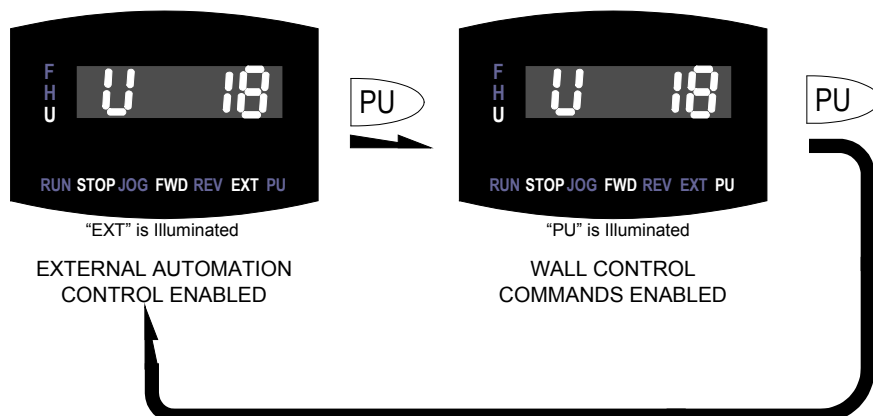 F
H
U
U 18
RUN STOP JOG FWD REV EXT PU
"EXT" is Illuminated
EXTERNAL AUTOMATION
CONTROL ENABLED
PU
F
H
U
U 18
RUN STOP JOG FWD REV EXT PU
"PU" is Illuminated
WALL CONTROL
COMMANDS ENABLED
PU